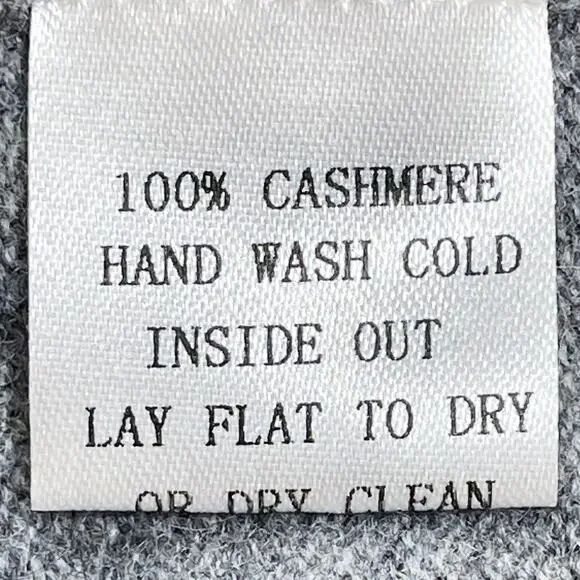 100% CASHMERE
HAND WASH COLD
INSIDE OUT
LAY FLAT TO DRY
OR DRY CLEAN